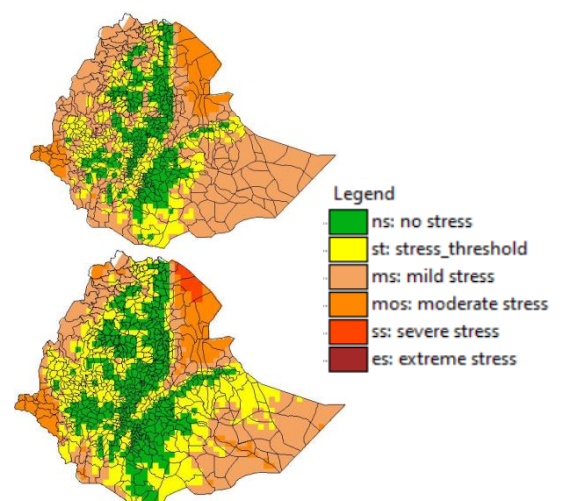 Legend
ns: no stress
st: stress_threshold
ms: mild stress
mos: moderate stress
ss: severe stress
es: extreme stress